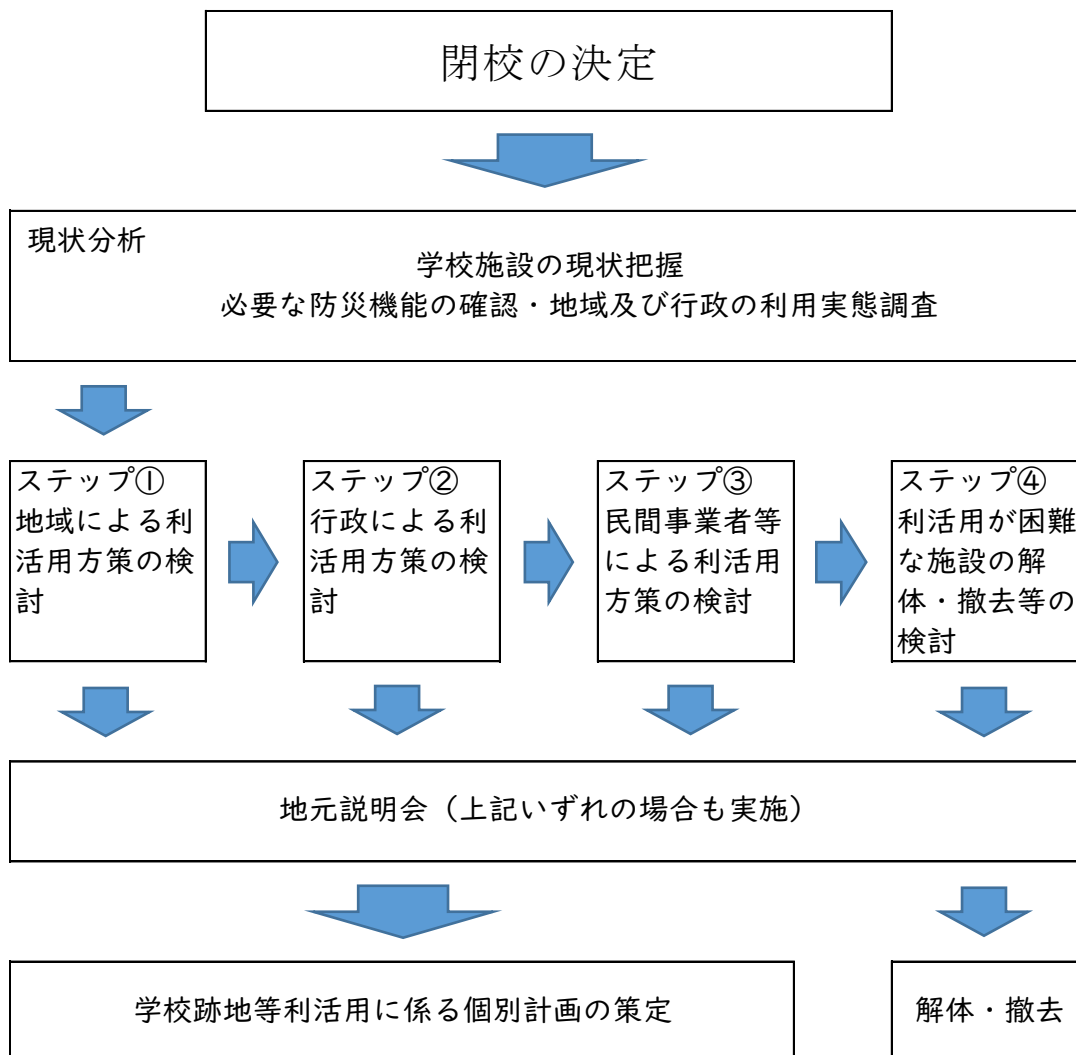 閉校の決定
現状分析
学校施設の現状把握
必要な防災機能の確認・地域及び行政の利用実態調査
ステップ①
地域による利
活用方策の検
討
ステップ②
行政による利
活用方策の検
討
ステップ③
民間事業者等
による利活用
方策の検討
ステップ④
利活用が困難
な施設の解
体・撤去等の
検討
地元説明会（上記いずれの場合も実施）
学校跡地等利活用に係る個別計画の策定
解体・撤去